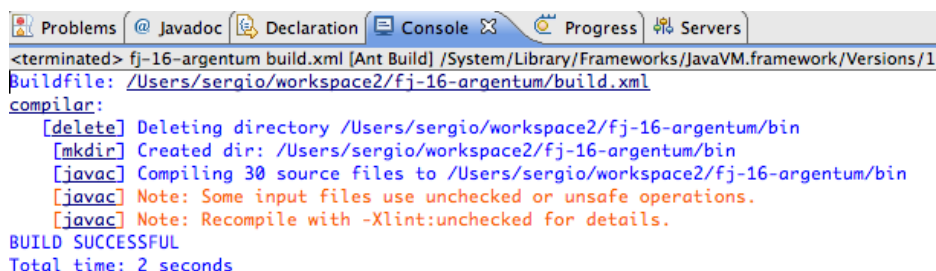 Problems @ Javadoc Declaration Console Progress Servers
<terminated> fj-16-argentum build.xml [Ant Build] /System/Library/Frameworks/JavaVM.framework/Versions/1
Buildfile: /Users/sergio/workspace2/fj-16-argentum/build.xml
compilar:
[delete] Deleting directory /Users/sergio/workspace2/fj-16-argentum/bin
[mkdir] Created dir: /Users/sergio/workspace2/fj-16-argentum/bin
[javac] Compiling 30 source files to /Users/sergio/workspace2/fj-16-argentum/bin
[javac] Note: Some input files use unchecked or unsafe operations.
[javac] Note: Recompile with -Xlint:unchecked for details.
BUILD SUCCESSFUL
Total time: 2 seconds